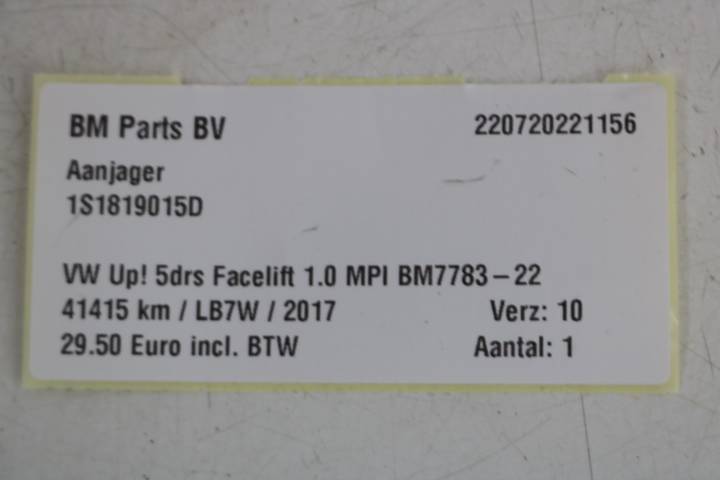 BM Parts BV 220720221156
Aanjager
1S1819015D
VW Up! 5drs Facelift 1.0 MPI BM7783-22
41415 km / LB7W / 2017 Verz: 10
29.50 Euro incl. BTW Aantal: 1